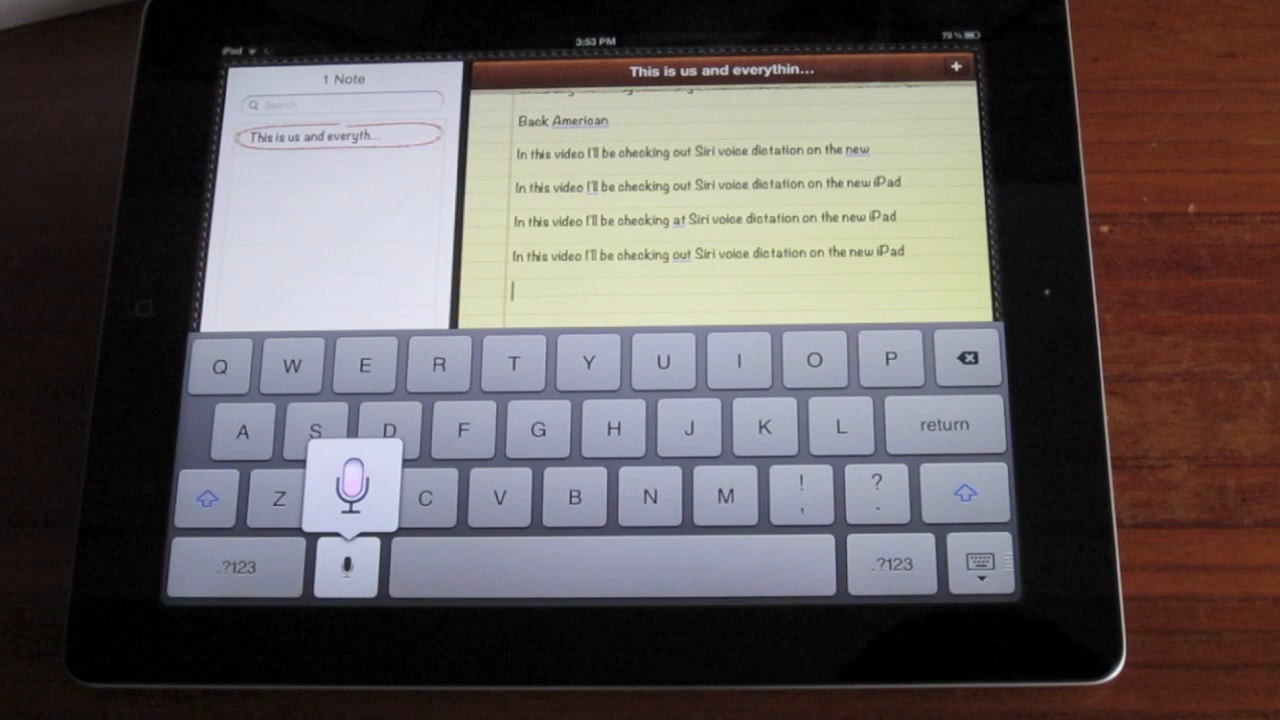 iPad
3:53 PM
78%
1 Note
Search
This is us and everyth...
This is us and everythin...
+
Back American
In this video I'll be checking out Siri voice dictation on the new
In this video I'll be checking out Siri voice dictation on the new iPad
In this video I'll be checking at Siri voice dictation on the new iPad
In this video I'll be checking out Siri voice dictation on the new iPad
Q W E R T Y U I O P
A S D F G H J K L return
Z C V B N M ! , ? .
.?123 .?123